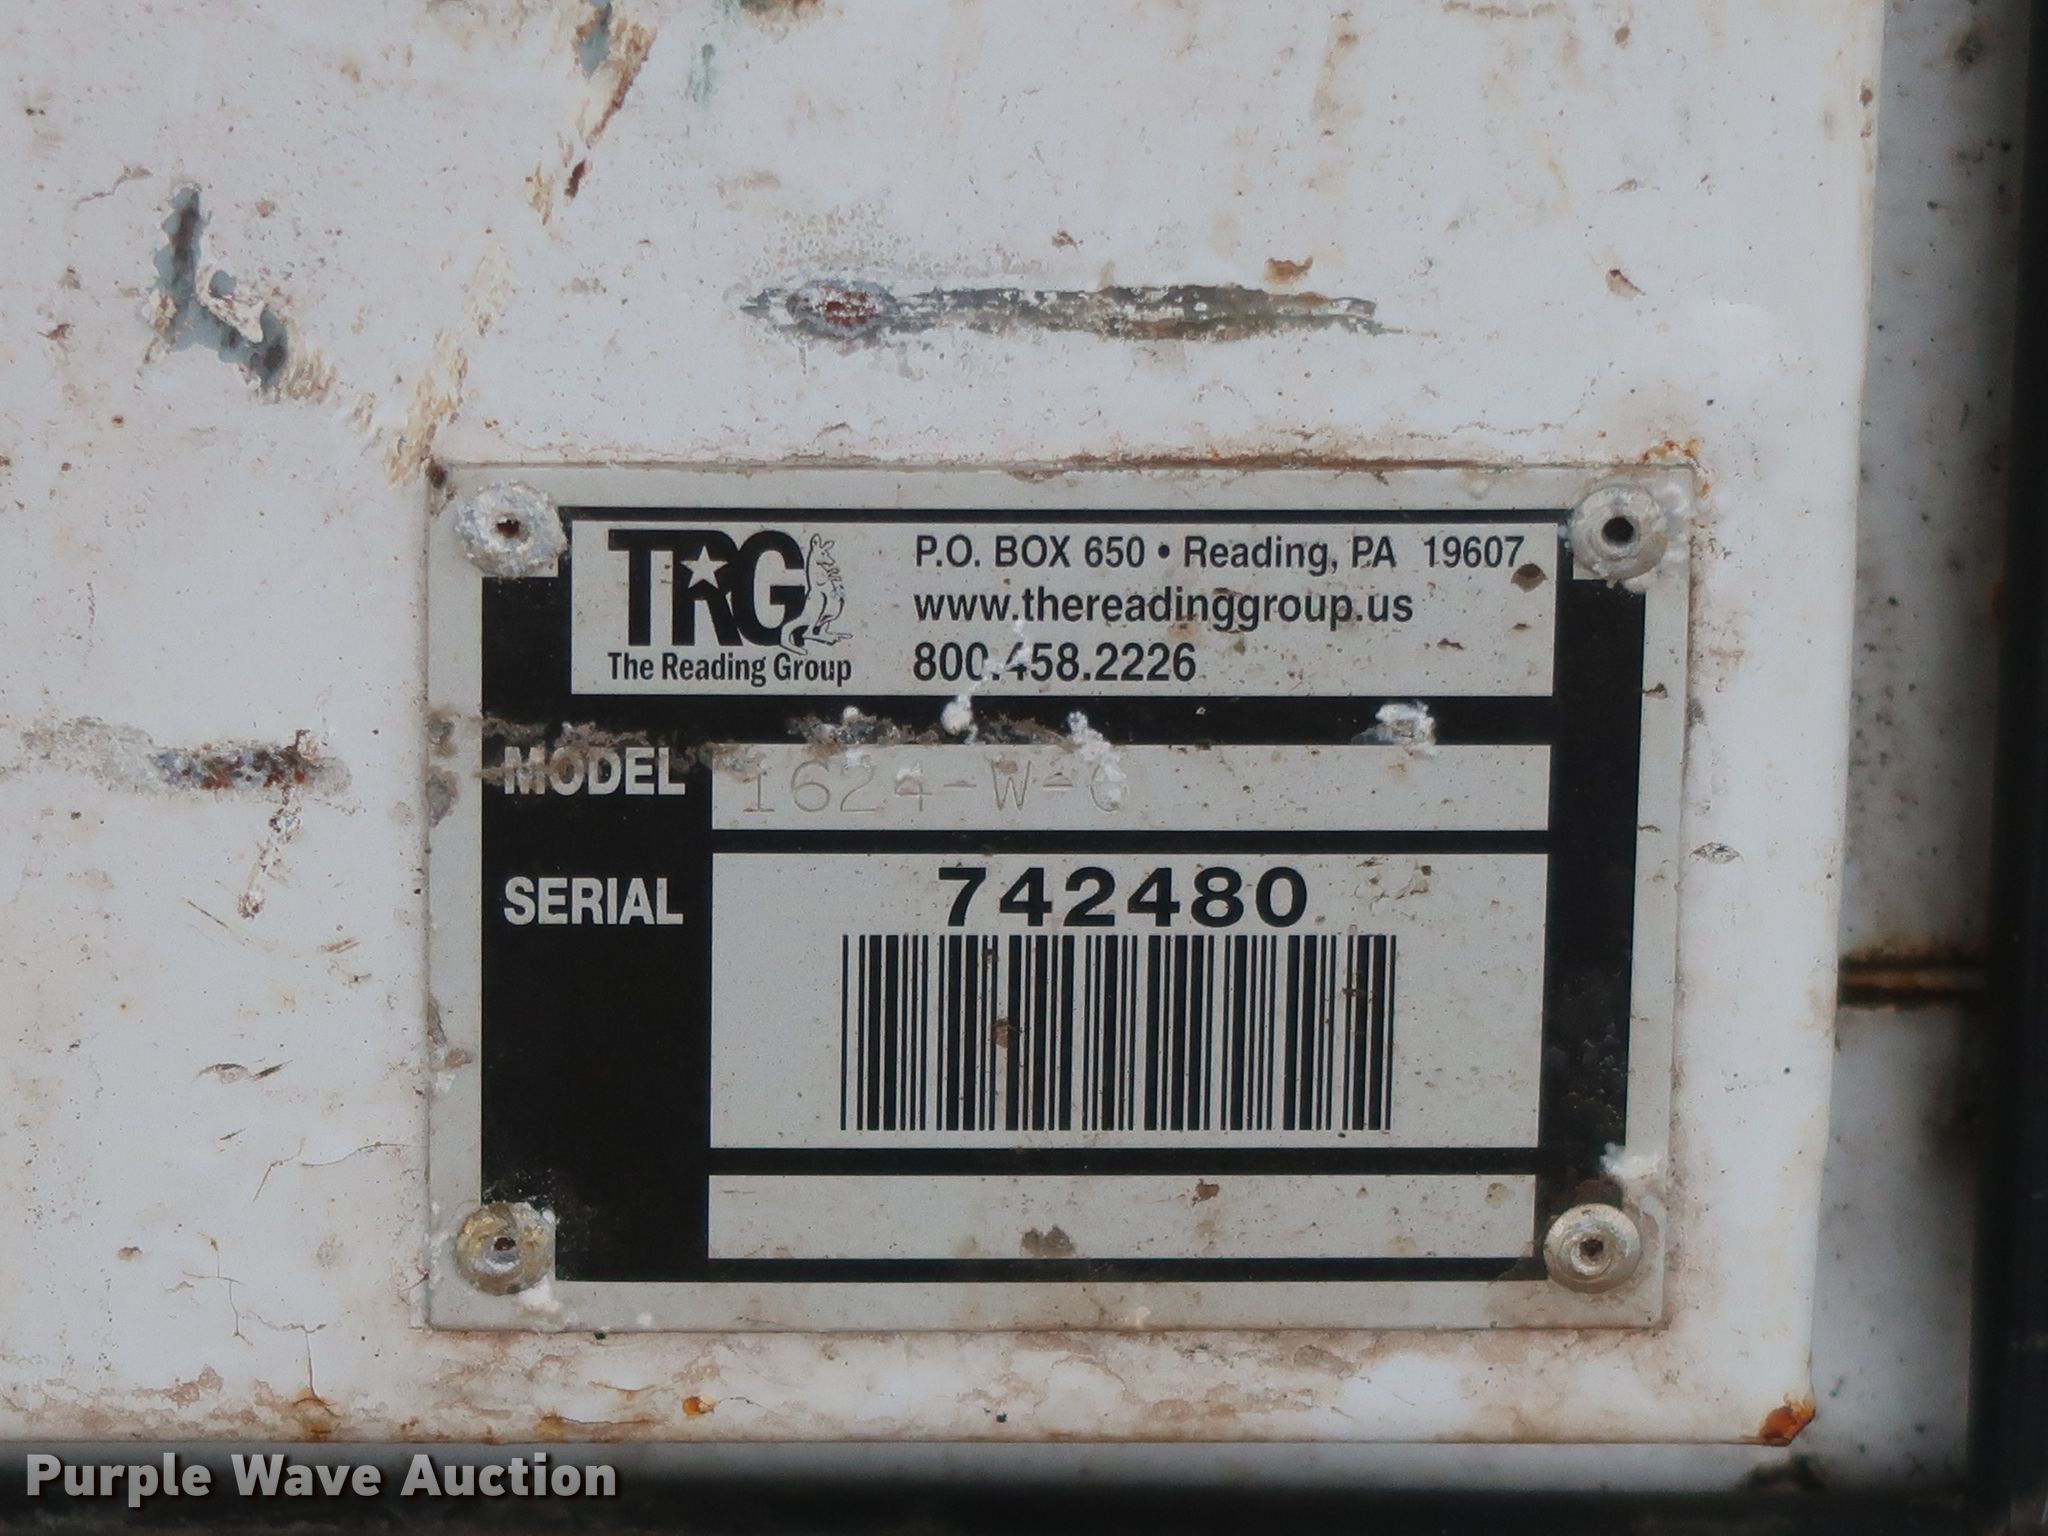 TRG
The Reading Group
P.O. BOX 650 • Reading, PA 19607
www.thereadinggroup.us
800.458.2226
MODEL
SERIAL 742480
Purple Wave Auction